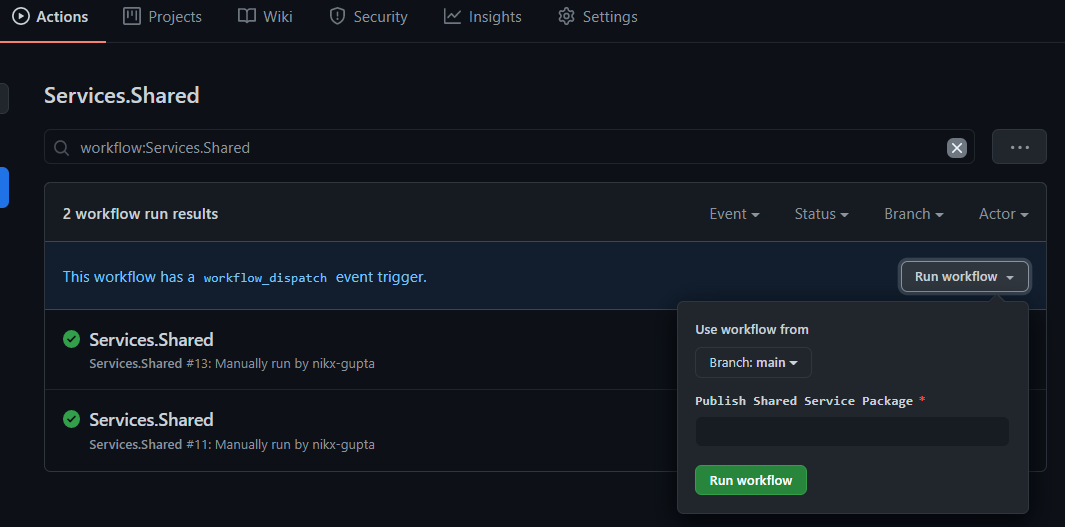 Actions Projects Wiki Security Insights Settings
Services.Shared
workflow:Services.Shared
2 workflow run results Event Status Branch Actor
This workflow has a workflow_dispatch event trigger. Run workflow
Use workflow from
Services.Shared
Services.Shared #13: Manually run by nikx-gupta
Branch: main
Publish Shared Service Package *
Services.Shared
Services.Shared #11: Manually run by nikx-gupta
Run workflow